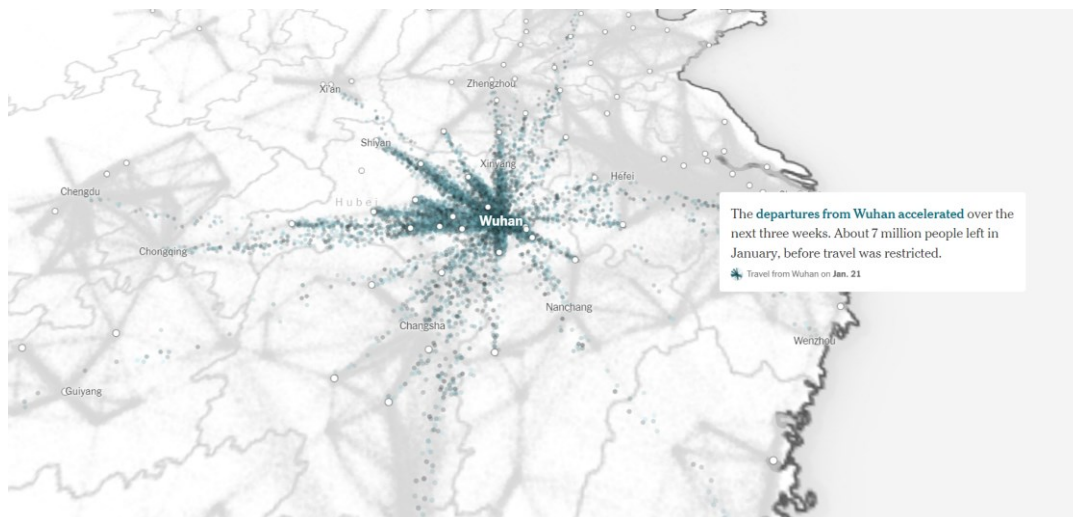 Zhengzhou
Xi'an
Shiyan
Xinyang
Hefei
Chengdu
Hubei
Wuhan
The departures from Wuhan accelerated over the
next three weeks. About 7 million people left in
January, before travel was restricted.
Travel from Wuhan on Jan. 21
Chongqing
Nanchang
Changsha
Wenzhou
Guiyang